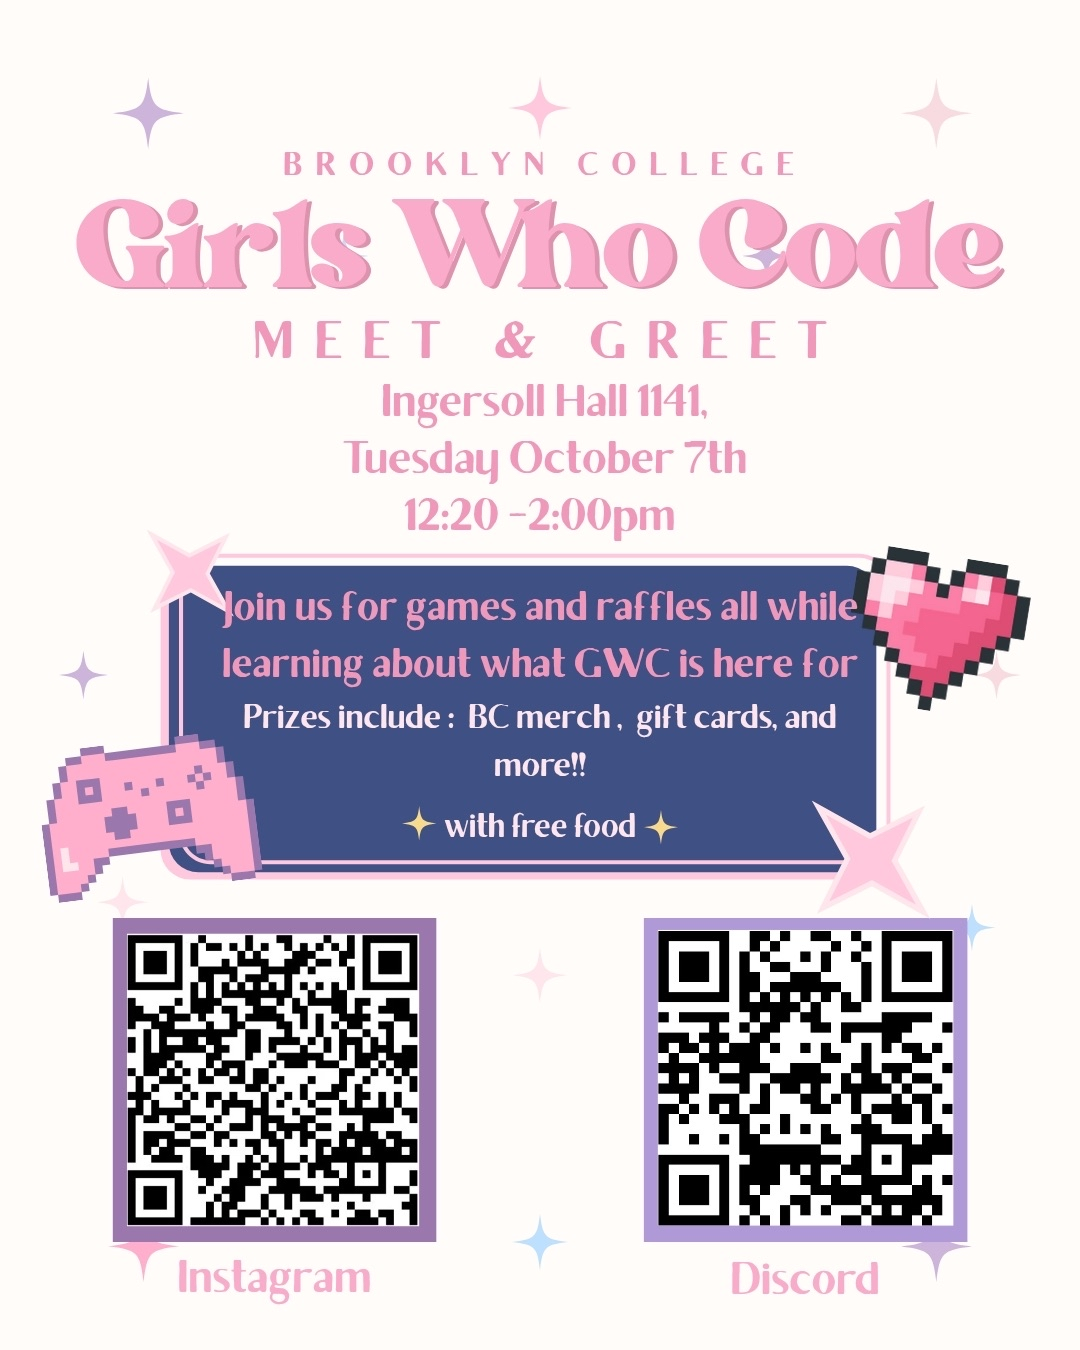 BROOKLYN COLLEGE
Girls Who Code
MEET & GREET
Ingersoll Hall 1141,
Tuesday October 7th
12:20 -2:00pm
Join us for games and raffles all while
learning about what GWC is here for
Prizes include : BC merch , gift cards, and
more!!
with free food
Instagram
Discord